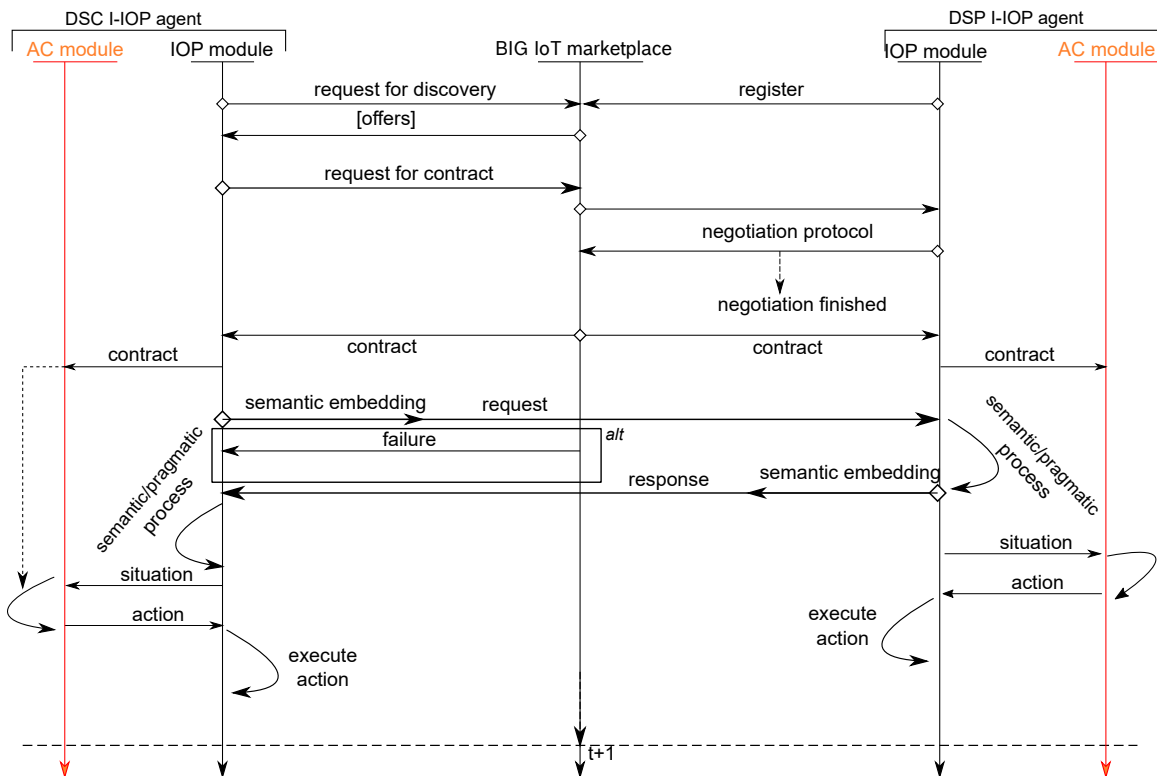 DSC I-IOP agent
DSP I-IOP agent
AC module
IOP module
BIG IoT marketplace
IOP module
AC module
request for discovery
register
[offers]
request for contract
negotiation protocol
negotiation finished
contract
contract
contract
contract
semantic embedding
request
alt
failure
semantic/pragmatic
process
semantic/pragmatic
process
response
semantic embedding
situation
situation
action
action
execute
action
execute
action
t+1